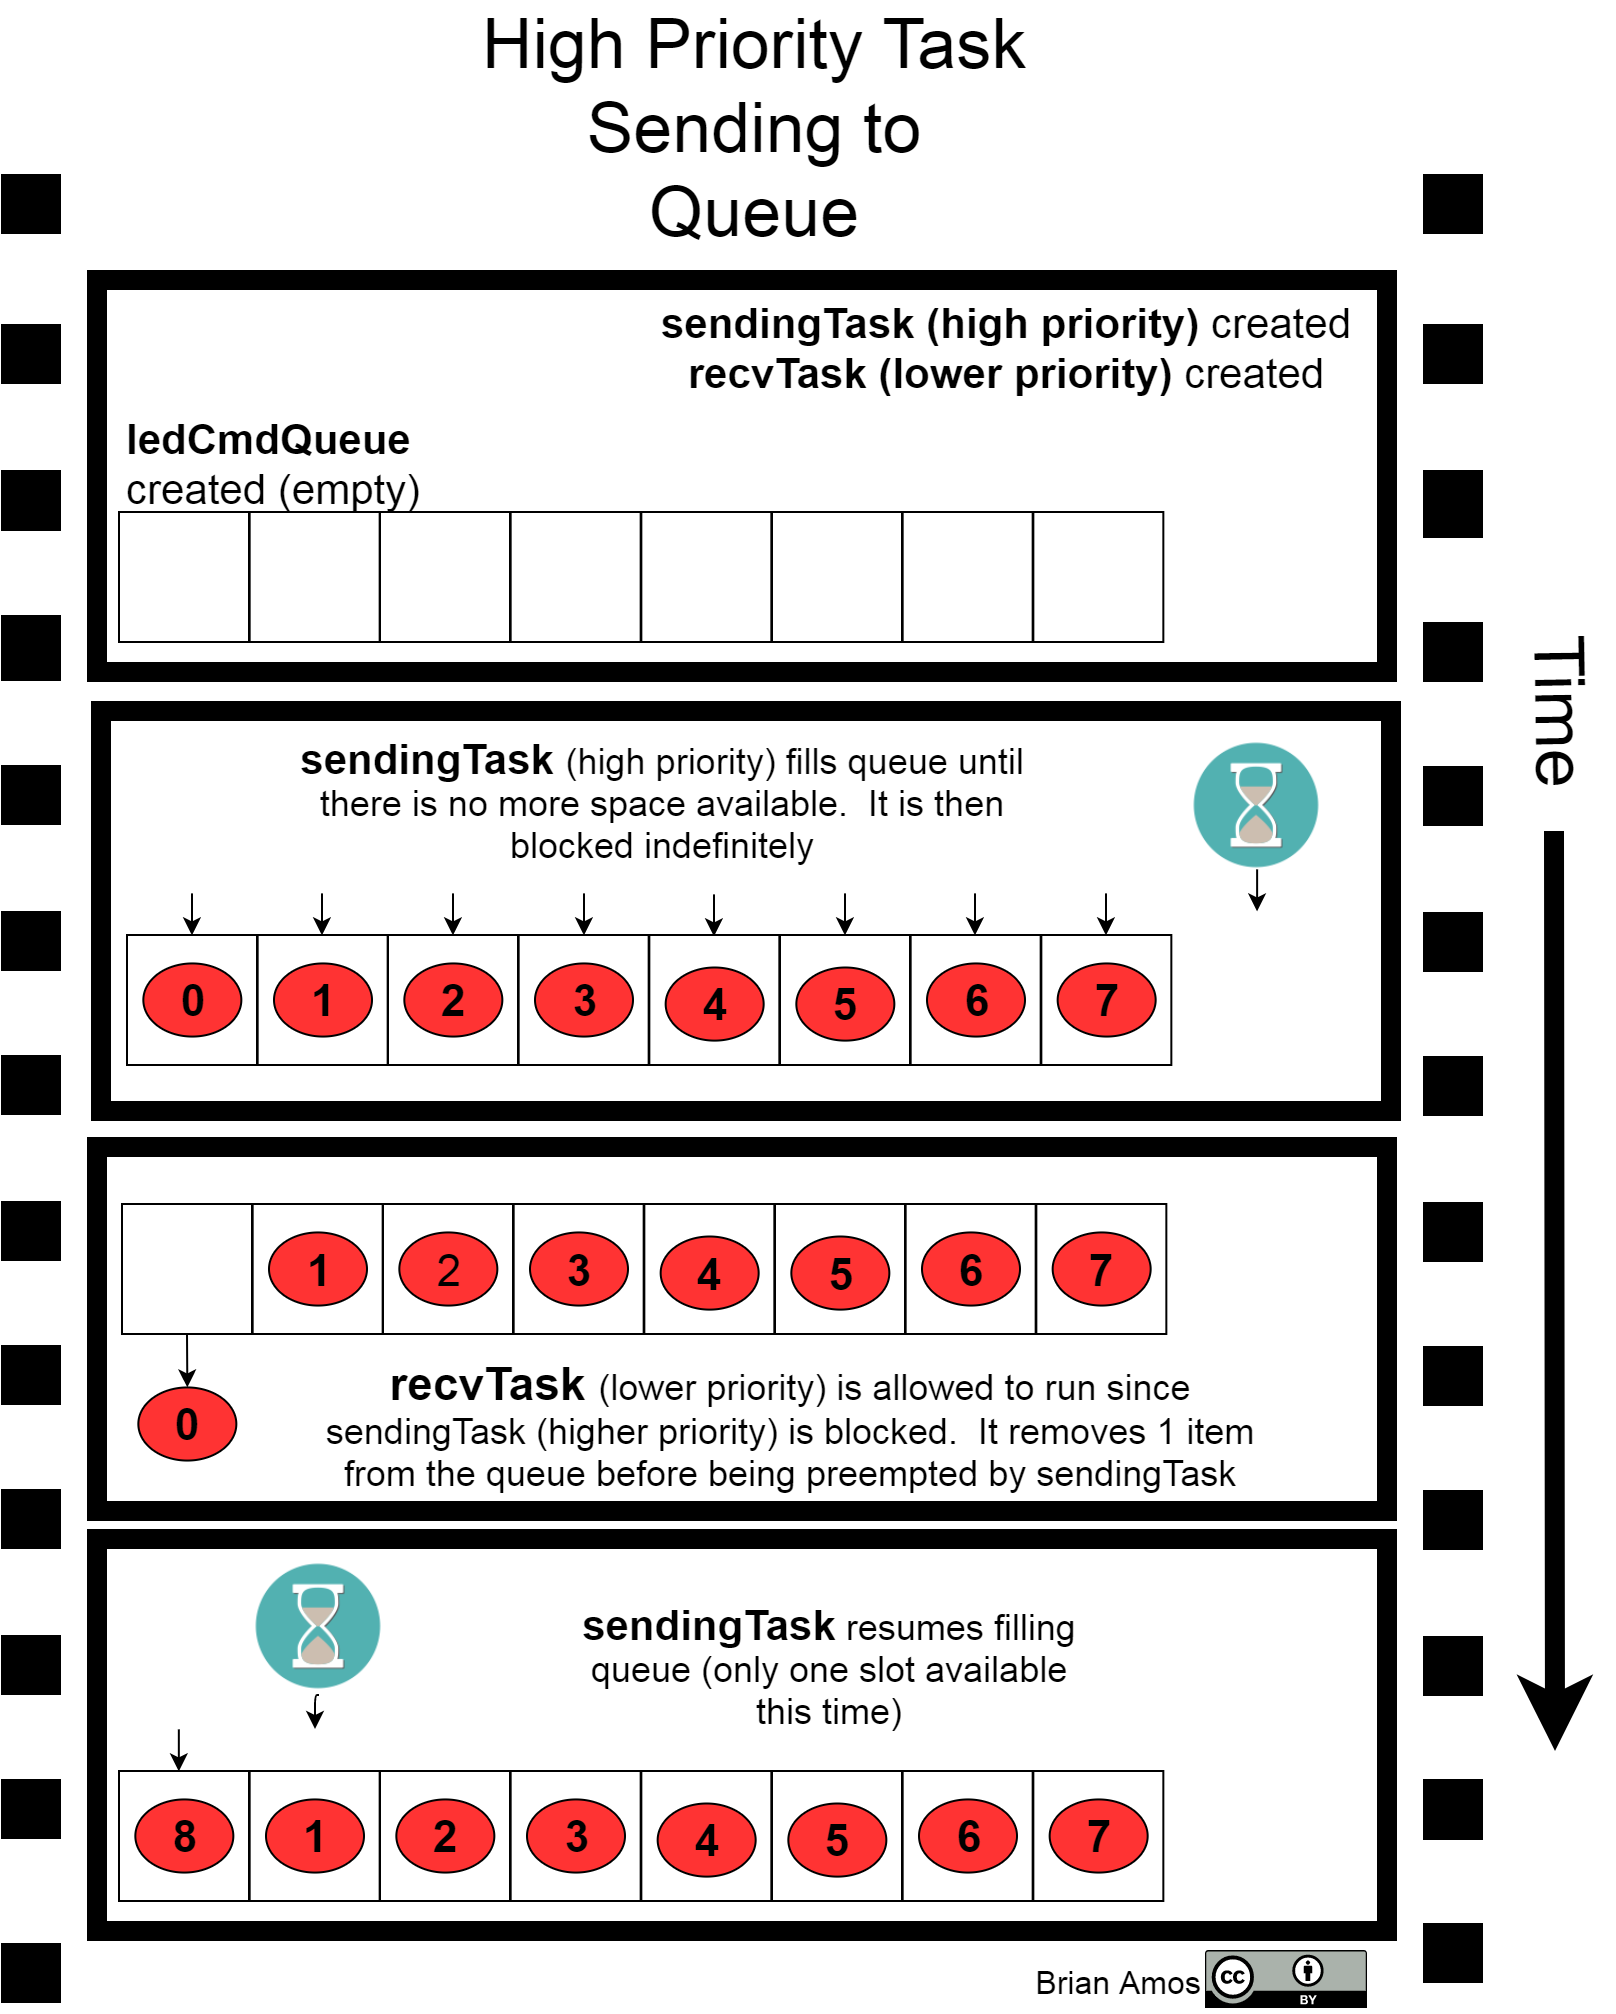 High Priority Task
Sending to
Queue
sendingTask (high priority) created
recvTask (lower priority) created
ledCmdQueue
created (empty)
Time
sendingTask (high priority) fills queue until
there is no more space available.  It is then
blocked indefinitely
0 1 2 3 4 5 6 7
1 2 3 4 5 6 7
0
recvTask (lower priority) is allowed to run since
sendingTask (higher priority) is blocked.  It removes 1 item
from the queue before being preempted by sendingTask
sendingTask resumes filling
queue (only one slot available
this time)
8 1 2 3 4 5 6 7
Brian Amos
cc
BY